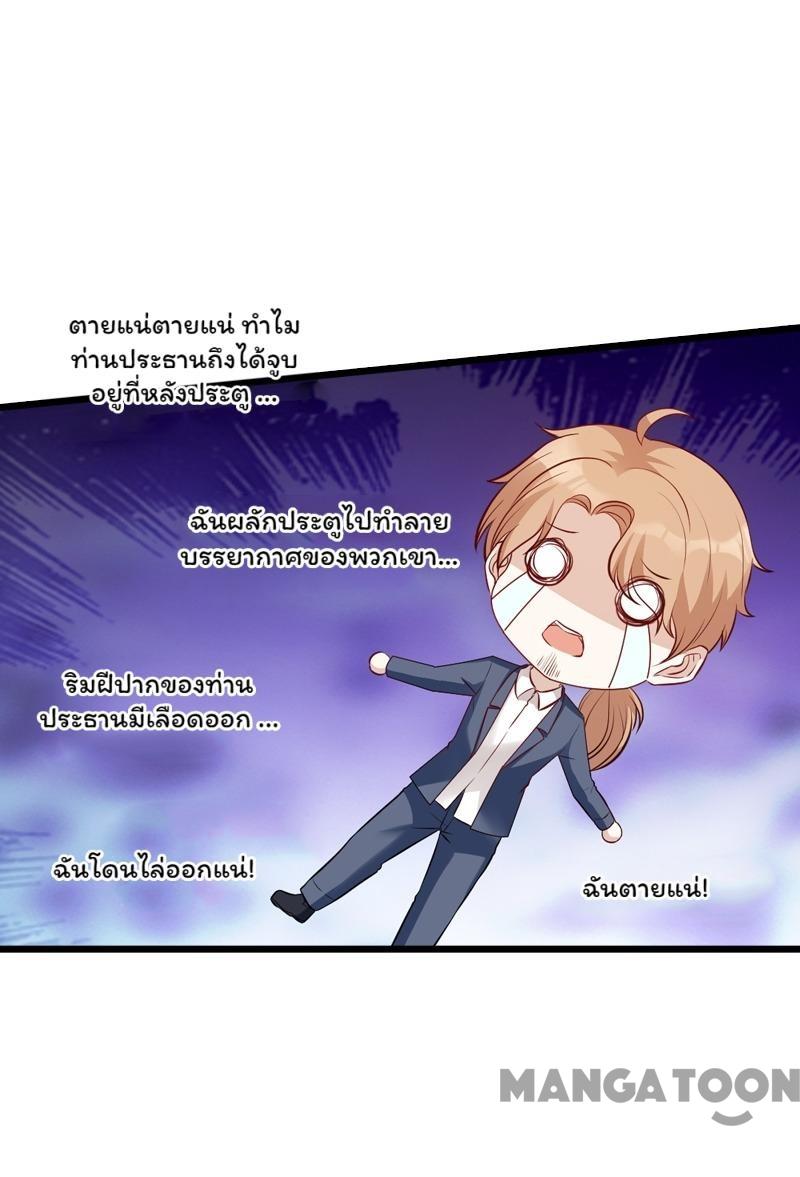 ตายแน่ตายแน่ ทำไม
ท่านประธานถึงได้จูบ
อยู่ที่หลังประตู ...
ฉันผลักประตูไปทำลาย
บรรยากาศของพวกเขา...
ริมฝีปากของท่าน
ประธานมีเลือดออก ...
ฉันโดนไล่ออกแน่!
ฉันตายแน่!
MANGATOON